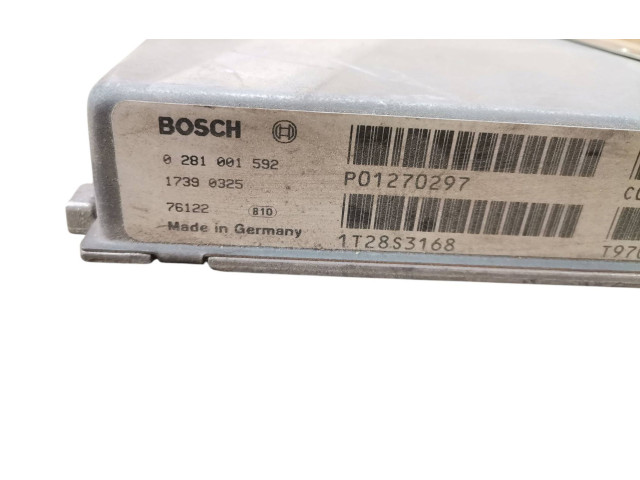 BOSCH
0 281 001 592
1739 0325
76122 810
Made in Germany
P01270297
1T28S3168